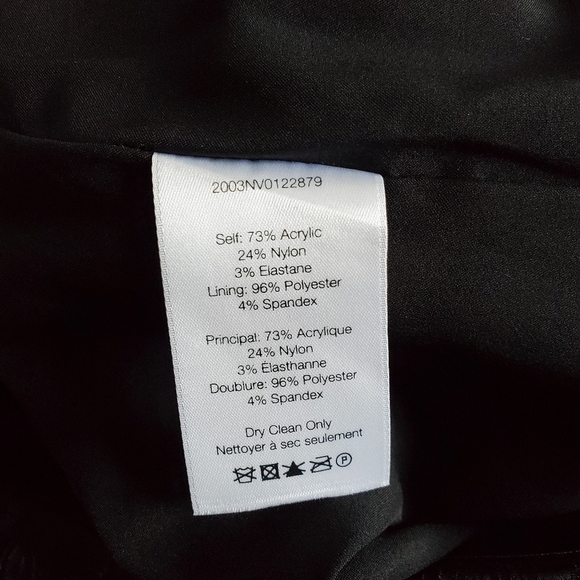 2003NV0122879
Self: 73% Acrylic
24% Nylon
3% Elastane
Lining: 96% Polyester
4% Spandex
Principal: 73% Acrylique
24% Nylon
3% Élasthanne
Doublure: 96% Polyester
4% Spandex
Dry Clean Only
Nettoyer à sec seulement
P